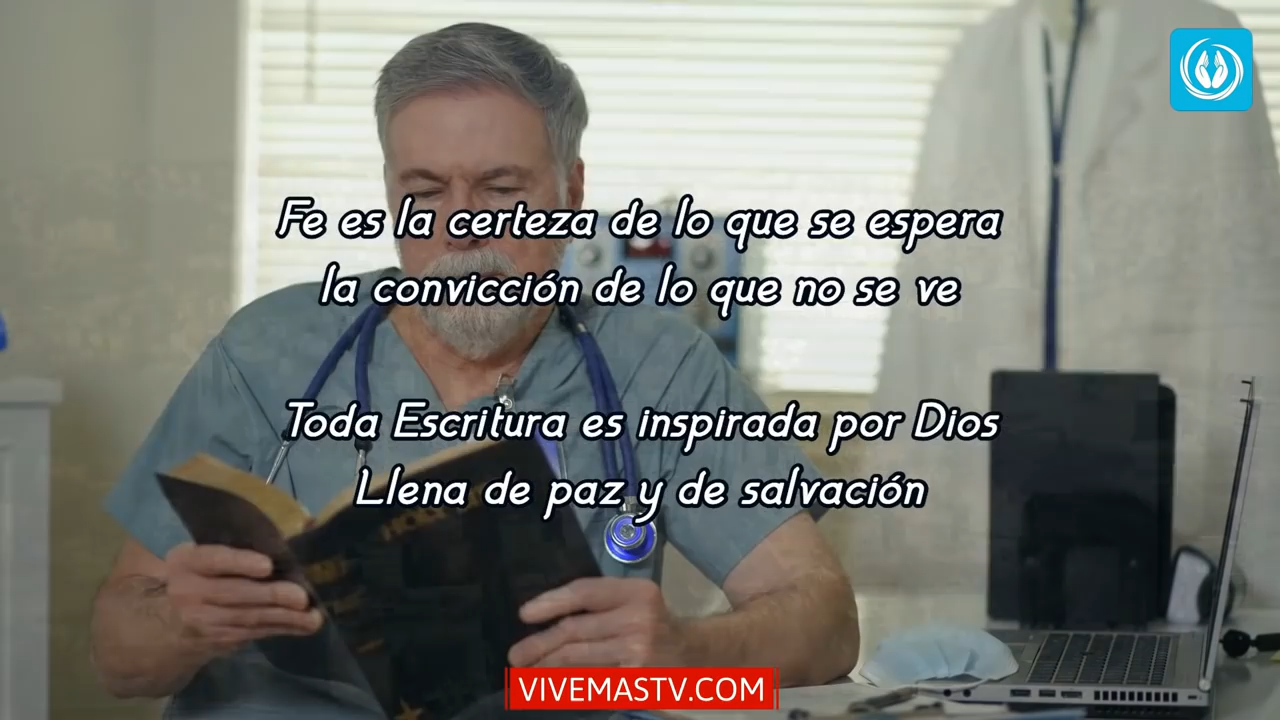 Fe es la certeza de lo que se espera
la convicción de lo que no se ve
Toda Escritura es inspirada por Dios
Llena de paz y de salvación
HOLY
VIVEMASTV.COM